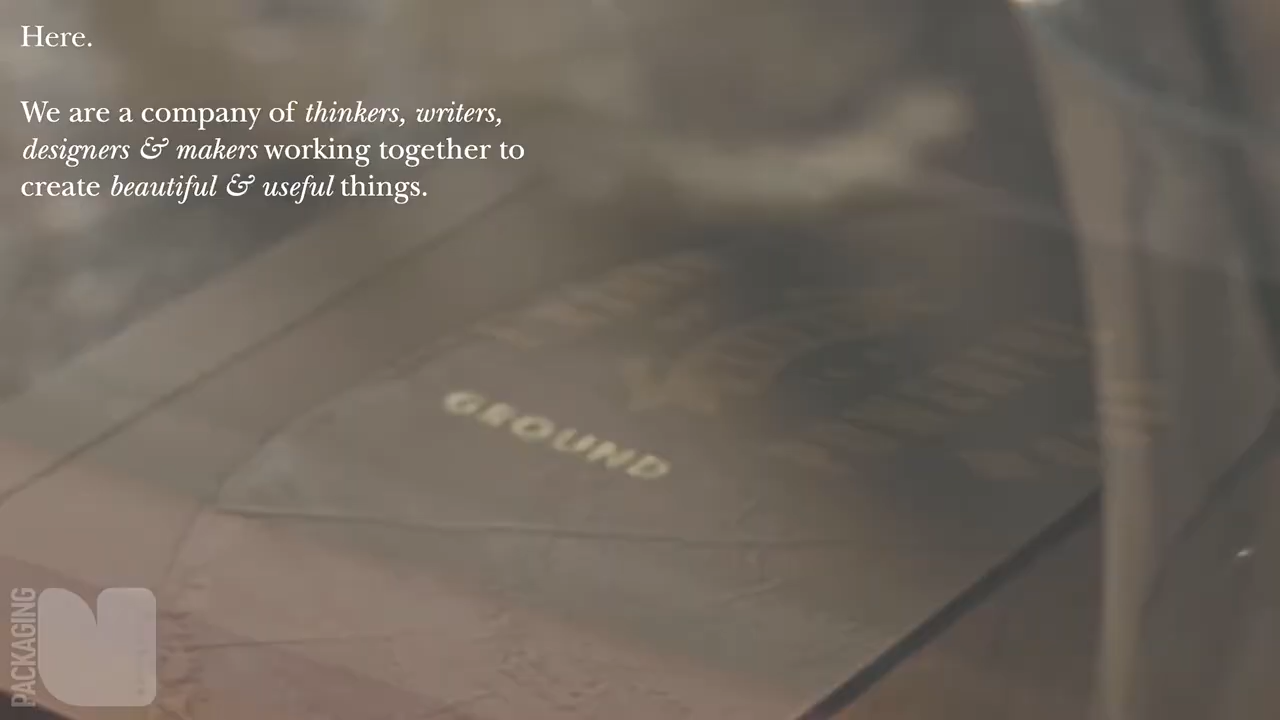 Here.
We are a company of thinkers, writers,
designers & makers working together to
create beautiful & useful things.
GROUND
PACKAGING